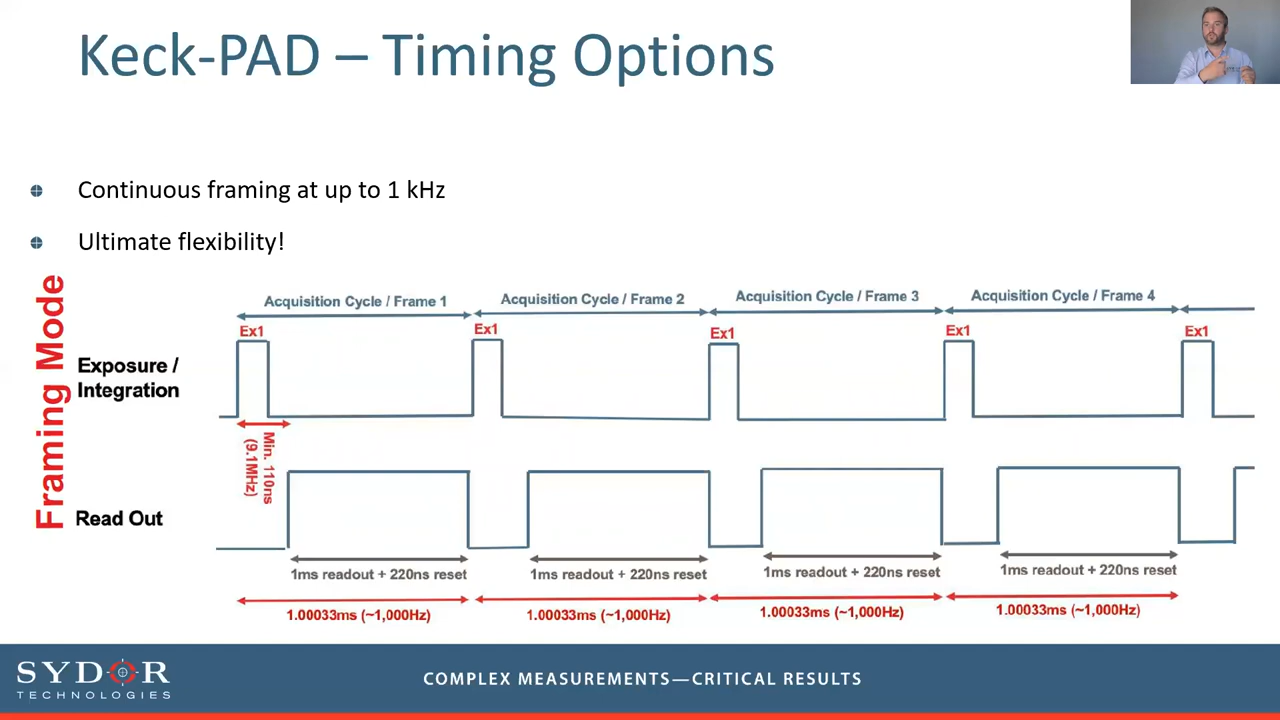 Keck-PAD – Timing Options
Continuous framing at up to 1 kHz
Ultimate flexibility!
Framing Mode
Acquisition Cycle / Frame 1
Acquisition Cycle / Frame 2
Acquisition Cycle / Frame 3
Acquisition Cycle / Frame 4
Ex1
Ex1
Ex1
Ex1
Ex1
Exposure /
Integration
Min. 110ns
(9.1MHz)
Read Out
1ms readout + 220ns reset
1ms readout + 220ns reset
1ms readout + 220ns reset
1ms readout + 220ns reset
1.00033ms (~1,000Hz)
1.00033ms (~1,000Hz)
1.00033ms (~1,000Hz)
1.00033ms (~1,000Hz)
SYDOR
TECHNOLOGIES
COMPLEX MEASUREMENTS—CRITICAL RESULTS